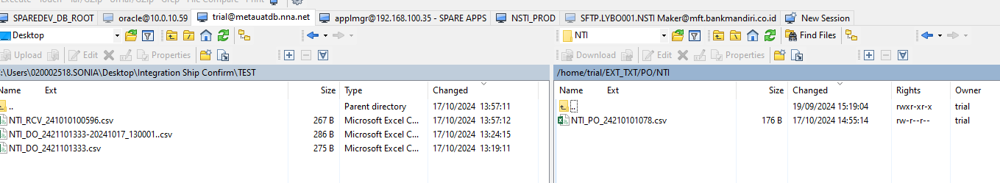 SPAREDEV_DB_ROOT oracle@10.0.10.59 trial@metauatdb.nna.net applmgr@192.168.100.35 - SPARE APPS NSTI_PROD SFTP.LYBO001.NSTI Maker@mft.bankmandiri.co.id New Session
Desktop NTI Find Files
Upload Edit Properties Download Edit Properties
:\Users\020002518.SONIA\Desktop\Integration Ship Confirm\TEST /home/trial/EXT_TXT/PO/NTI
Name Ext Size Type Changed Name Ext Size Changed Rights Owner
.. Parent directory 17/10/2024 13:57:11 .. 19/09/2024 15:19:04 rwxr-xr-x trial
NTI_RCV_241010100596.csv 267 B Microsoft Excel C... 17/10/2024 13:57:12 NTI_PO_24210101078.csv 176 B 17/10/2024 14:55:14 rw-r--r-- trial
NTI_DO_2421101333-20241017_130001..csv 286 B Microsoft Excel C... 17/10/2024 13:24:15
NTI_DO_2421101333.csv 275 B Microsoft Excel C... 17/10/2024 13:19:11